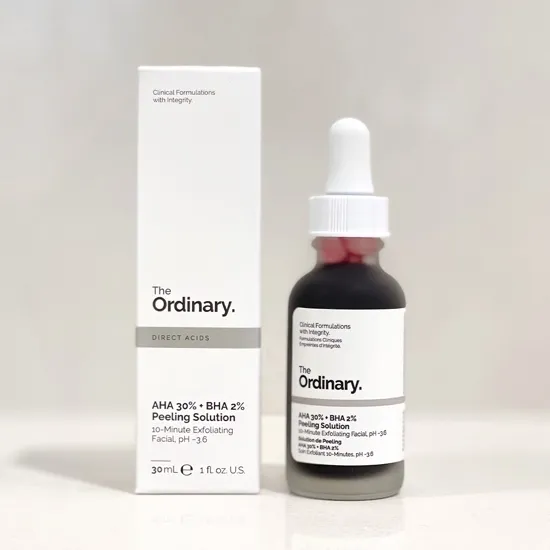 Clinical Formulations
with Integrity.
The
Ordinary.
DIRECT ACIDS
AHA 30% + BHA 2%
Peeling Solution
10-Minute Exfoliating
Facial, pH ~3.6
30 mL ℮ 1 fl. oz. U.S.
Clinical Formulations
with Integrity.
Formulations Cliniques
Empreintes d'Intégrité.
The
Ordinary.
AHA 30% + BHA 2%
Peeling Solution
10-Minute Exfoliating Facial, pH ~3.6
Solution de Peeling
AHA 30% + BHA 2%
Soin Exfoliant 10-Minutes, pH ~3.6